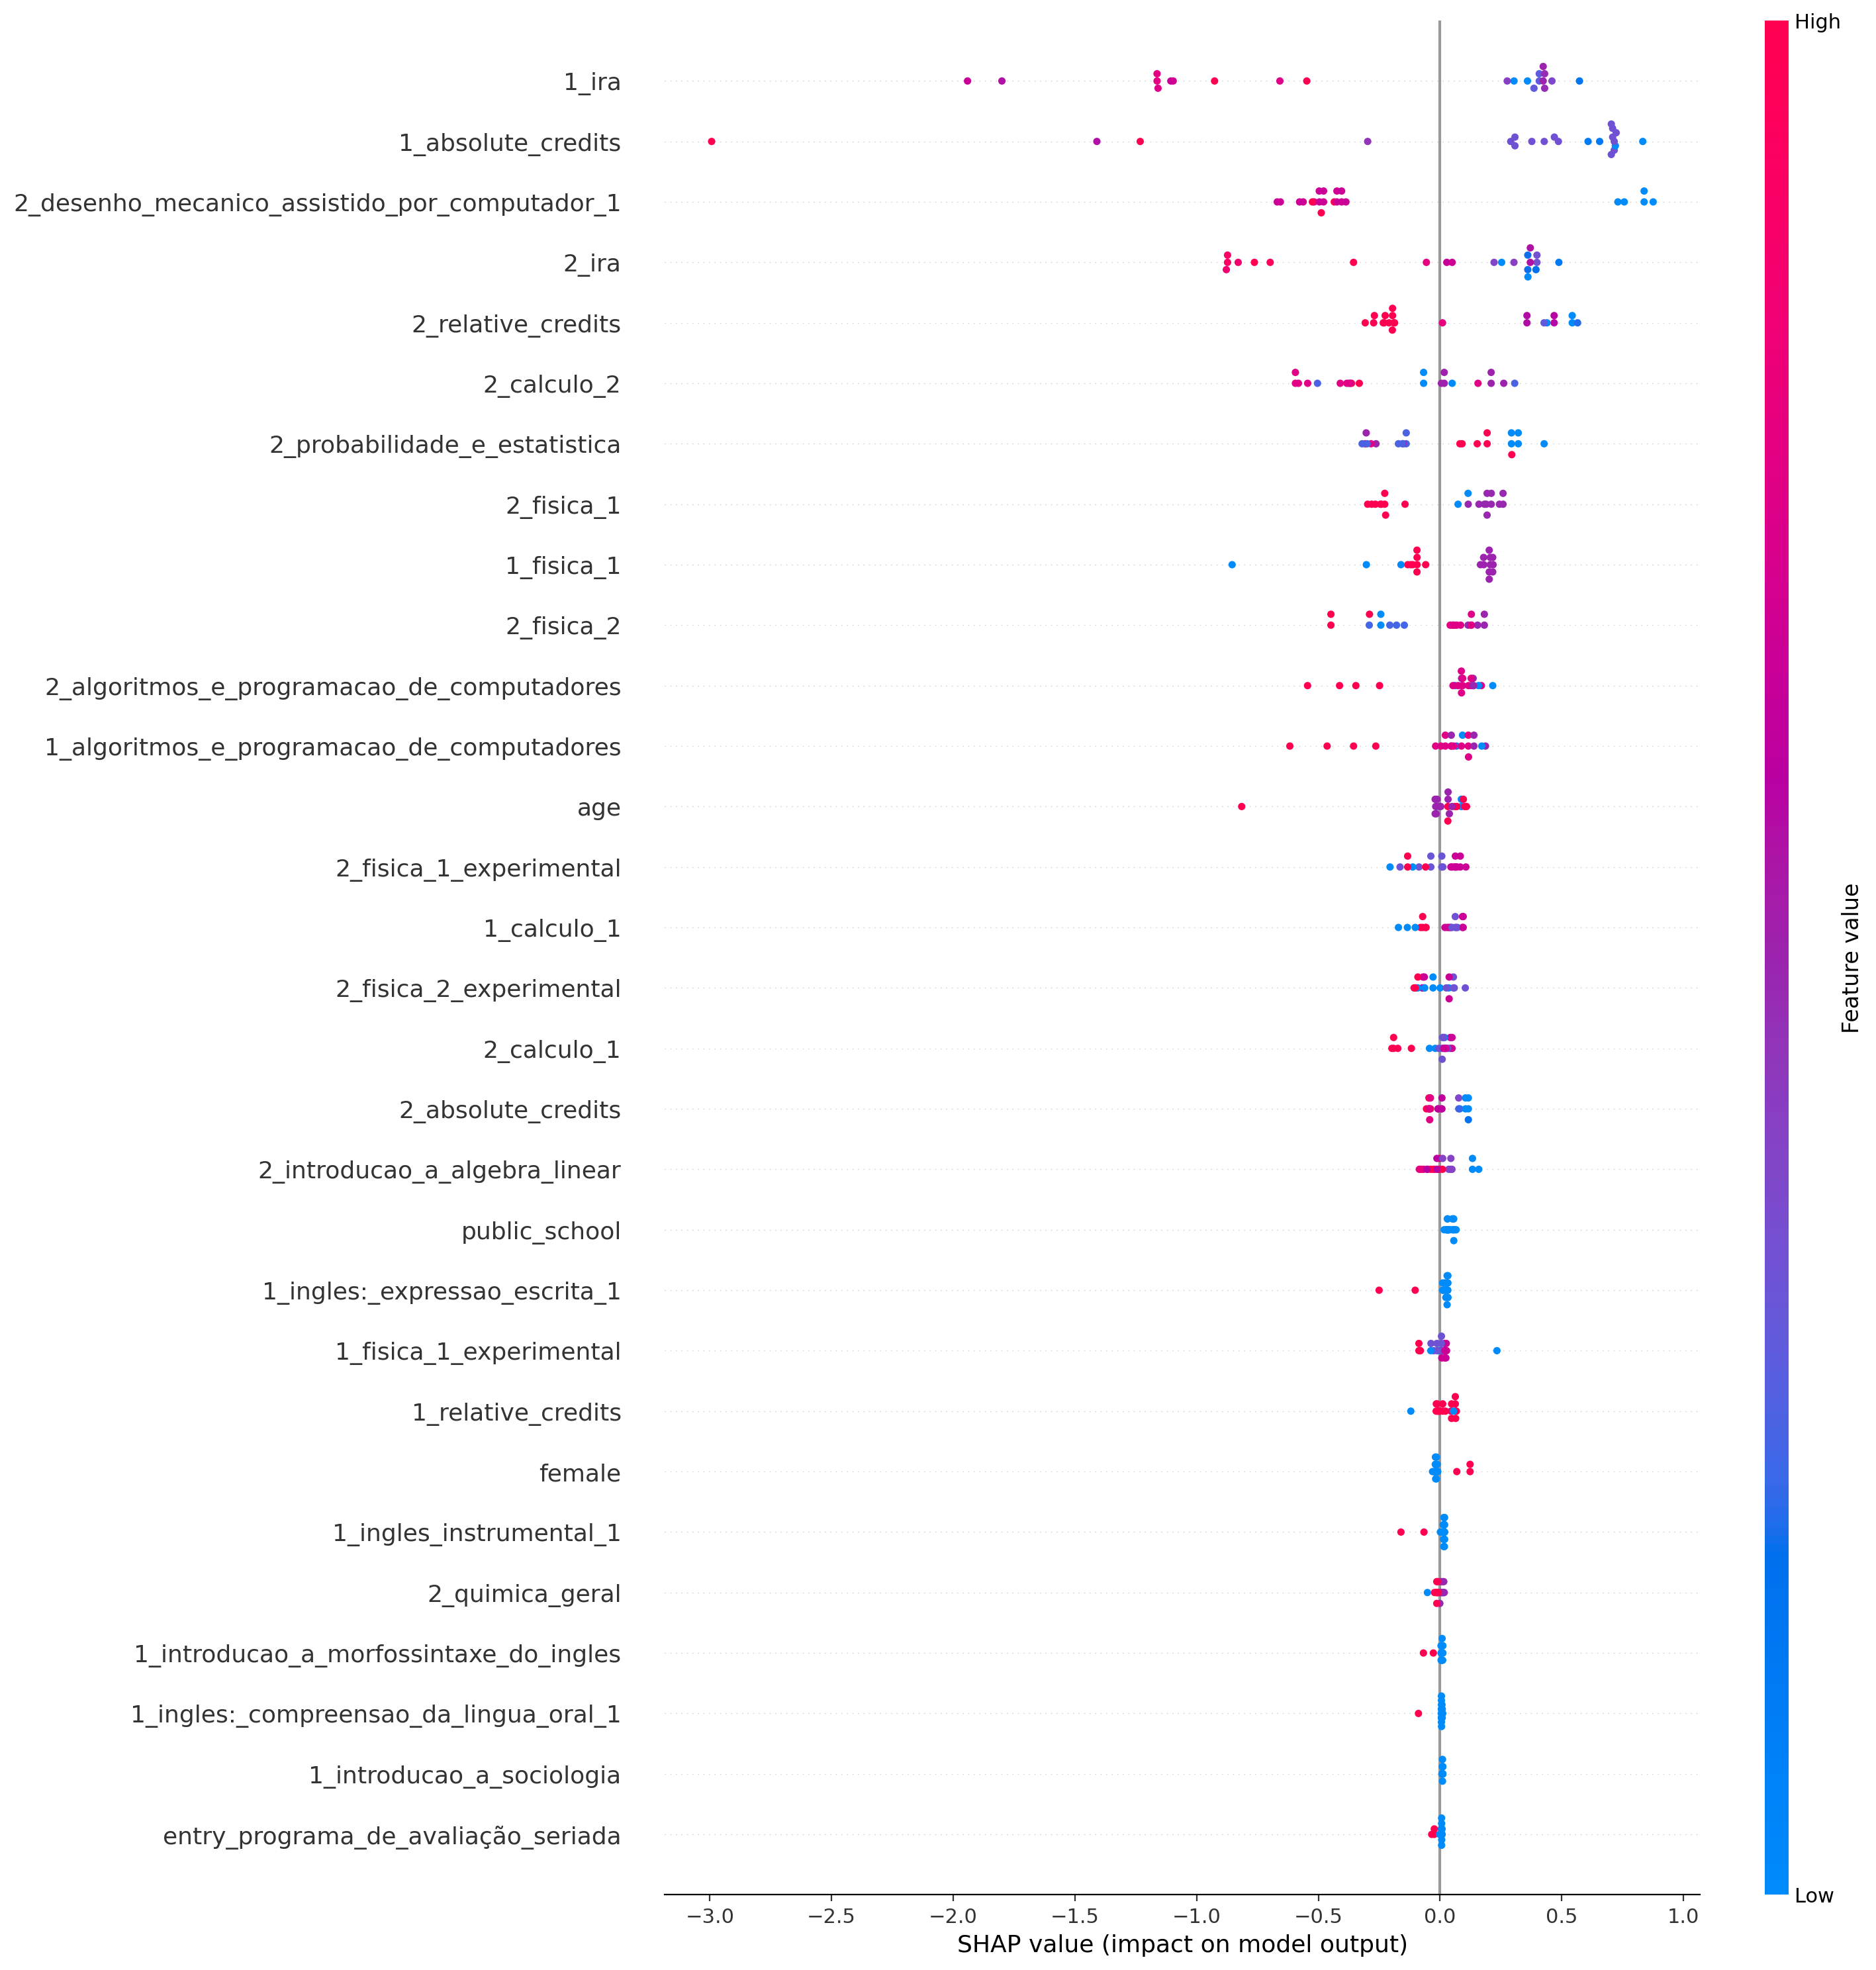 High
1_ira
1_absolute_credits
2_desenho_mecanico_assistido_por_computador_1
2_ira
2_relative_credits
2_calculo_2
2_probabilidade_e_estatistica
2_fisica_1
1_fisica_1
2_fisica_2
2_algoritmos_e_programacao_de_computadores
1_algoritmos_e_programacao_de_computadores
age
2_fisica_1_experimental
1_calculo_1
2_fisica_2_experimental
2_calculo_1
2_absolute_credits
2_introducao_a_algebra_linear
public_school
1_ingles:_expressao_escrita_1
1_fisica_1_experimental
1_relative_credits
female
1_ingles_instrumental_1
2_quimica_geral
1_introducao_a_morfossintaxe_do_ingles
1_ingles:_compreensao_da_lingua_oral_1
1_introducao_a_sociologia
entry_programa_de_avaliação_seriada
Feature value
Low
−3.0 −2.5 −2.0 −1.5 −1.0 −0.5 0.0 0.5 1.0
SHAP value (impact on model output)